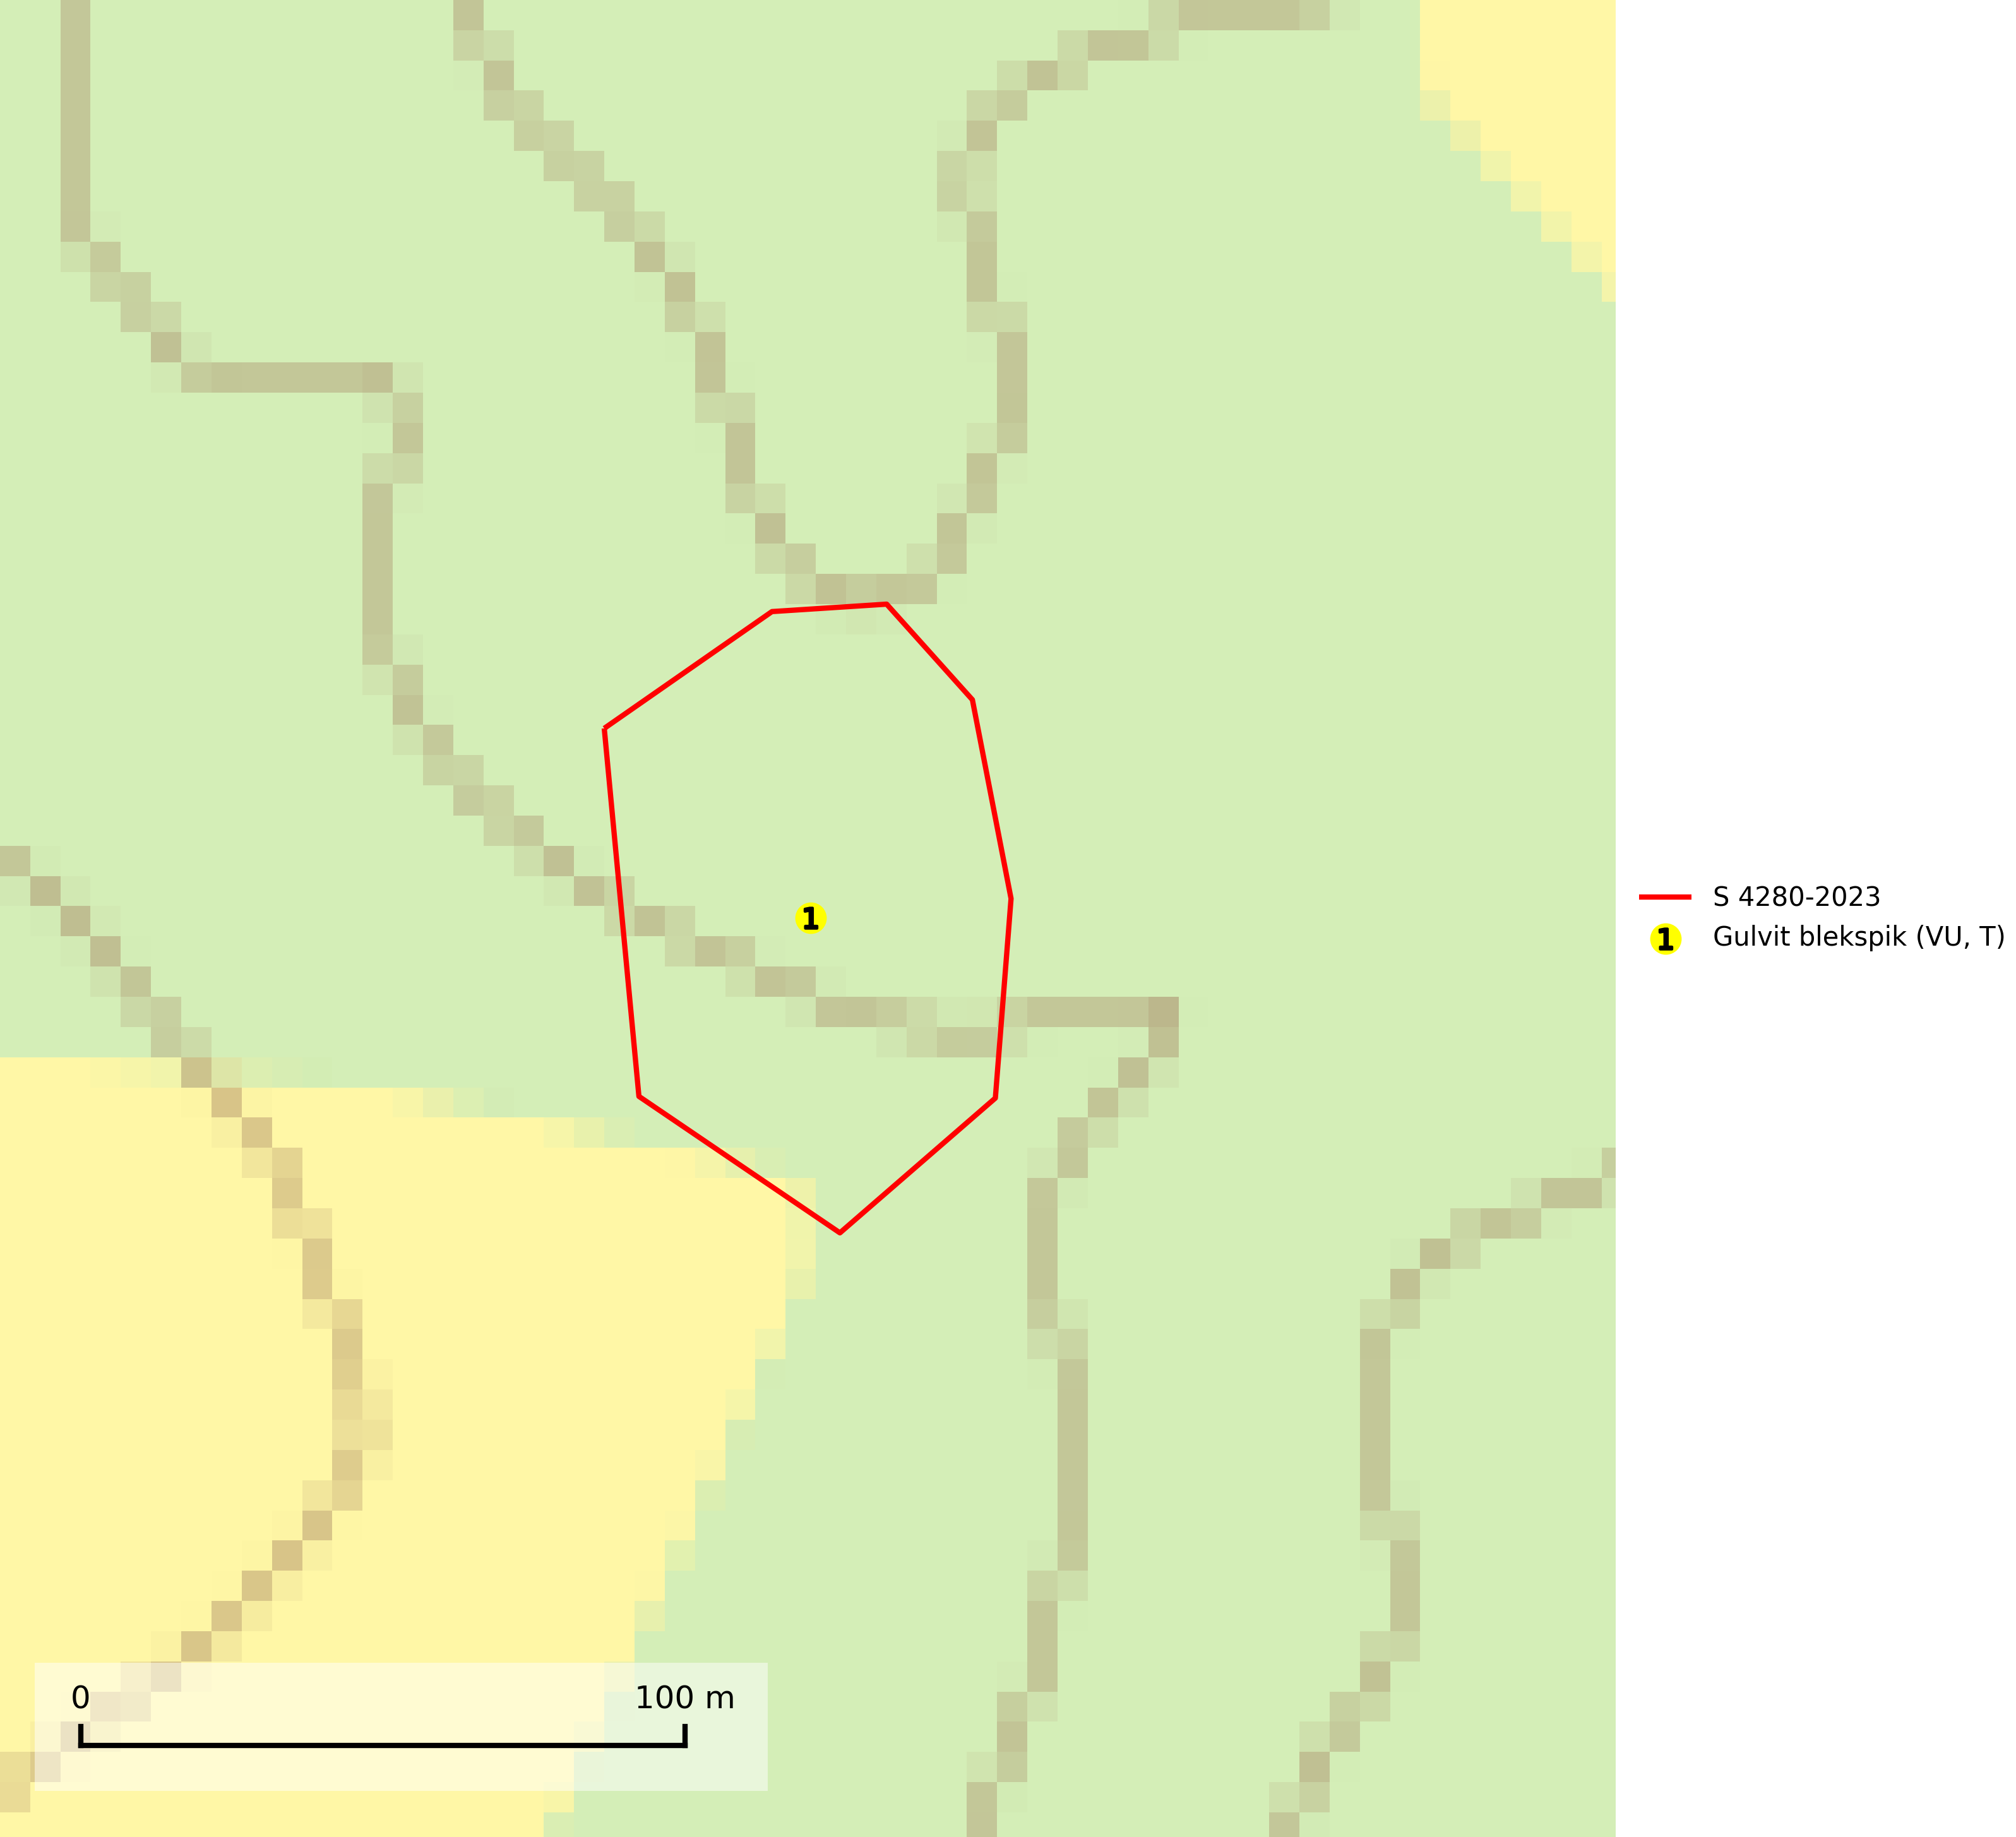 1
S 4280-2023
1 Gulvit blekspik (VU, T)
0 100 m